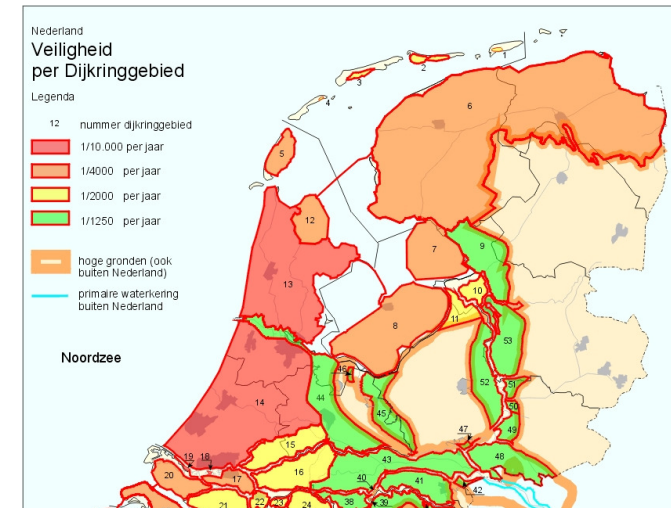 Nederland
Veiligheid
per Dijkringgebied
Legenda
12 nummer dijkringgebied
1/10.000 per jaar
1/4000 per jaar
1/2000 per jaar
1/1250 per jaar
hoge gronden (ook
buiten Nederland)
primaire waterkering
buiten Nederland
Noordzee
1
2
3
4
5
6
12
7
9
13
10
11
8
53
46
52
51
44
45
50
14
47
49
15
43
48
19 18
16
40
20
17
41
42
21
22
23
24
38
39